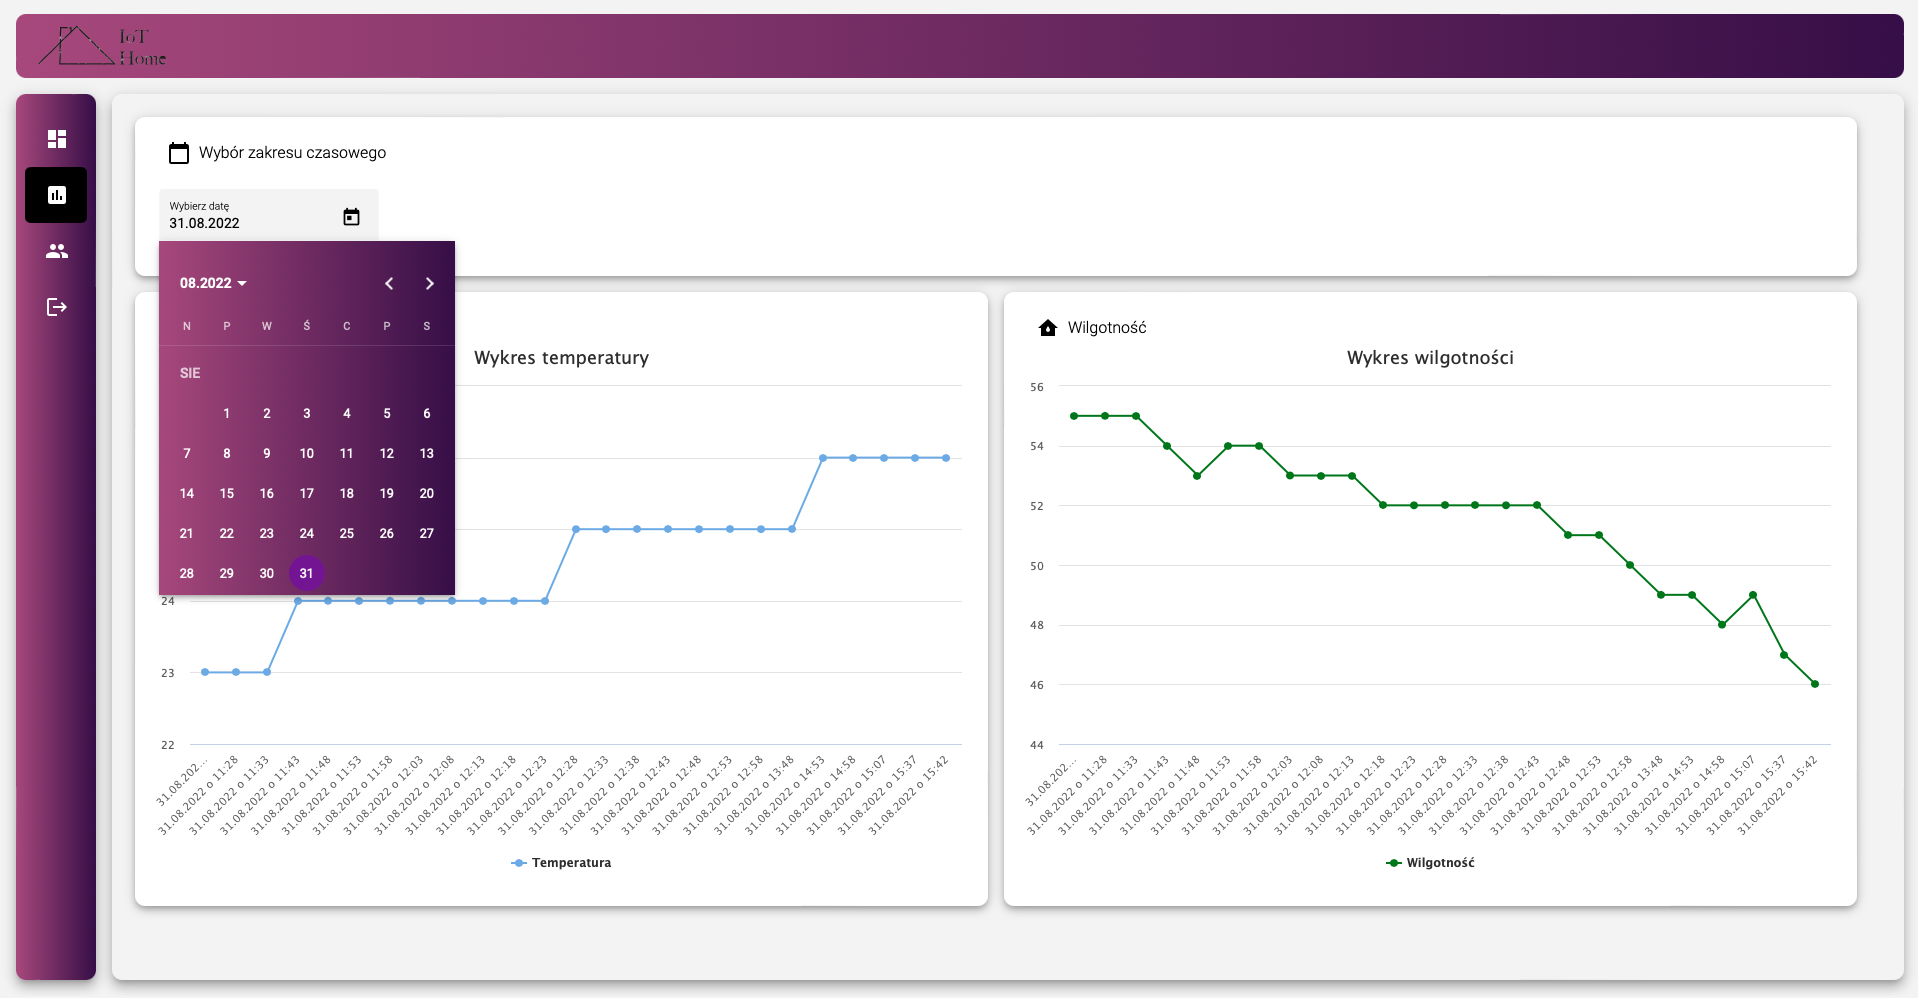 IoT
Home
Wybór zakresu czasowego
Wybierz datę
31.08.2022
08.2022
N P W Ś C P S
SIE
1 2 3 4 5 6
7 8 9 10 11 12 13
14 15 16 17 18 19 20
21 22 23 24 25 26 27
28 29 30 31
Wykres temperatury
24
23
22
31.08.202...
31.08.2022 o 11:28
31.08.2022 o 11:33
31.08.2022 o 11:43
31.08.2022 o 11:48
31.08.2022 o 11:53
31.08.2022 o 11:58
31.08.2022 o 12:03
31.08.2022 o 12:08
31.08.2022 o 12:13
31.08.2022 o 12:18
31.08.2022 o 12:23
31.08.2022 o 12:28
31.08.2022 o 12:33
31.08.2022 o 12:38
31.08.2022 o 12:43
31.08.2022 o 12:48
31.08.2022 o 12:53
31.08.2022 o 12:58
31.08.2022 o 13:48
31.08.2022 o 14:53
31.08.2022 o 14:58
31.08.2022 o 15:07
31.08.2022 o 15:37
31.08.2022 o 15:42
Temperatura
Wilgotność
Wykres wilgotności
56
54
52
50
48
46
44
31.08.202...
31.08.2022 o 11:28
31.08.2022 o 11:33
31.08.2022 o 11:43
31.08.2022 o 11:48
31.08.2022 o 11:53
31.08.2022 o 11:58
31.08.2022 o 12:03
31.08.2022 o 12:08
31.08.2022 o 12:13
31.08.2022 o 12:18
31.08.2022 o 12:23
31.08.2022 o 12:28
31.08.2022 o 12:33
31.08.2022 o 12:38
31.08.2022 o 12:43
31.08.2022 o 12:48
31.08.2022 o 12:53
31.08.2022 o 12:58
31.08.2022 o 13:48
31.08.2022 o 14:53
31.08.2022 o 14:58
31.08.2022 o 15:07
31.08.2022 o 15:37
31.08.2022 o 15:42
Wilgotność